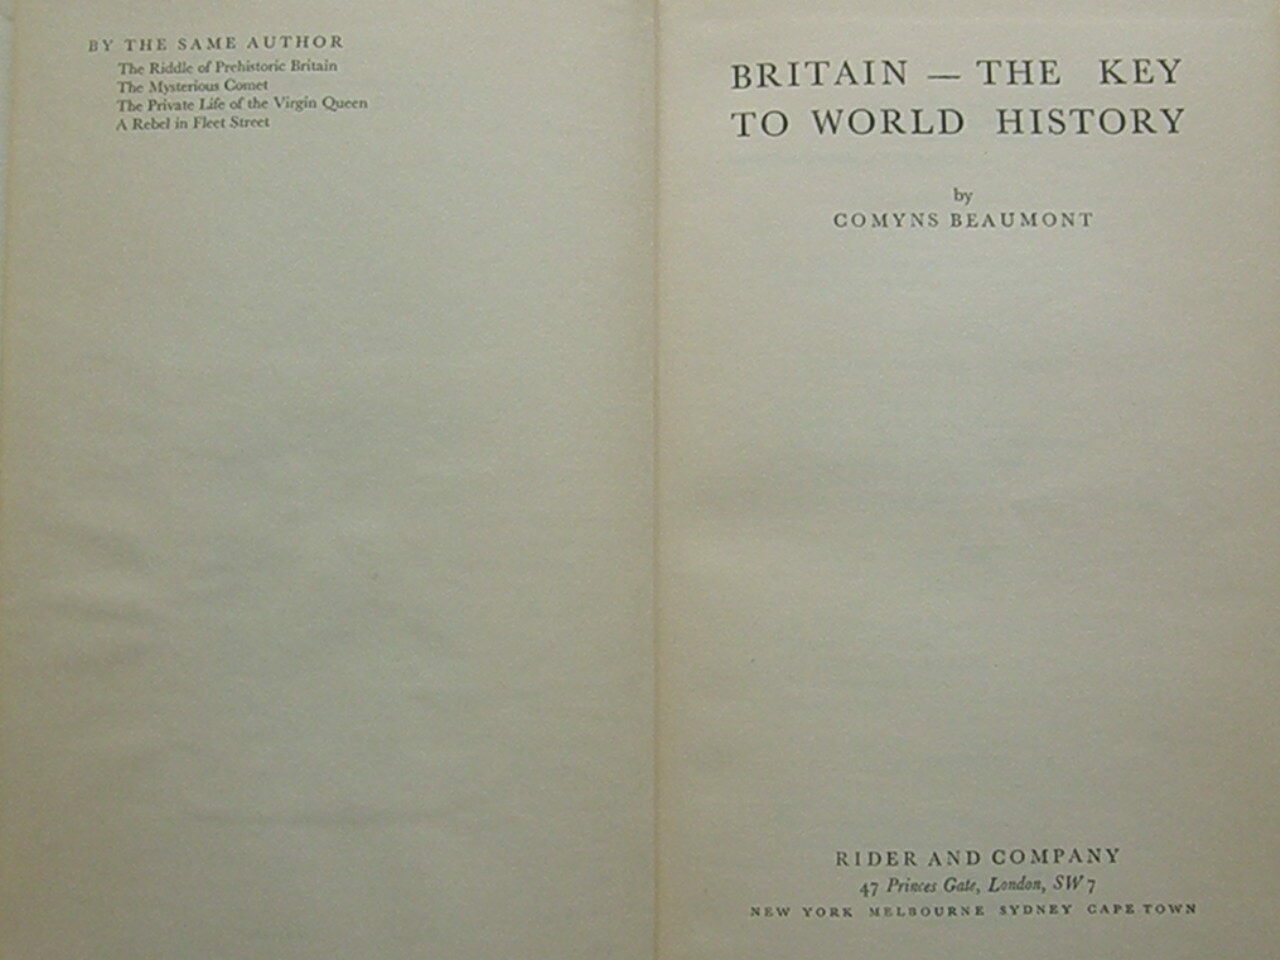 BY THE SAME AUTHOR
The Riddle of Prehistoric Britain
The Mysterious Comet
The Private Life of the Virgin Queen
A Rebel in Fleet Street
BRITAIN — THE KEY
TO WORLD HISTORY
by
COMYNS BEAUMONT
RIDER AND COMPANY
47 Princes Gate, London, SW 7
NEW YORK MELBOURNE SYDNEY CAPE TOWN